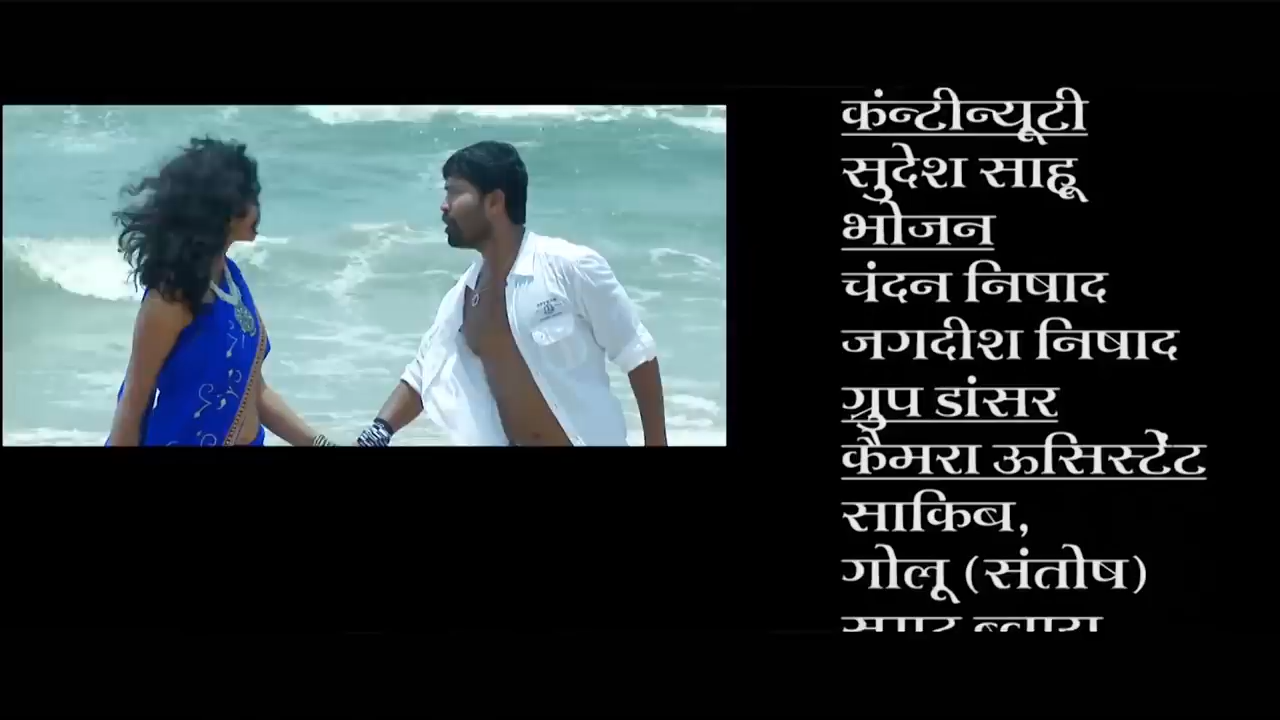 कंन्टीन्यूटी
सुदेश साहू
भोजन
चंदन निषाद
जगदीश निषाद
ग्रुप डांसर
कैमरा ऊसिस्टेंट
साकिब,
गोलू (संतोष)